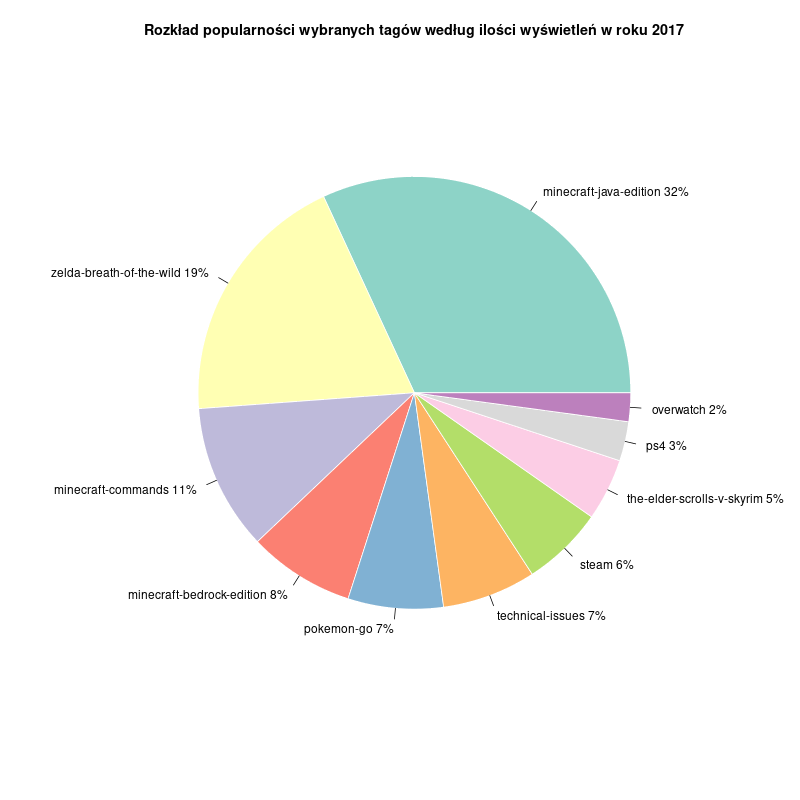 Rozkład popularności wybranych tagów według ilości wyświetleń w roku 2017
minecraft-java-edition 32%
zelda-breath-of-the-wild 19%
minecraft-commands 11%
minecraft-bedrock-edition 8%
pokemon-go 7%
technical-issues 7%
steam 6%
the-elder-scrolls-v-skyrim 5%
ps4 3%
overwatch 2%